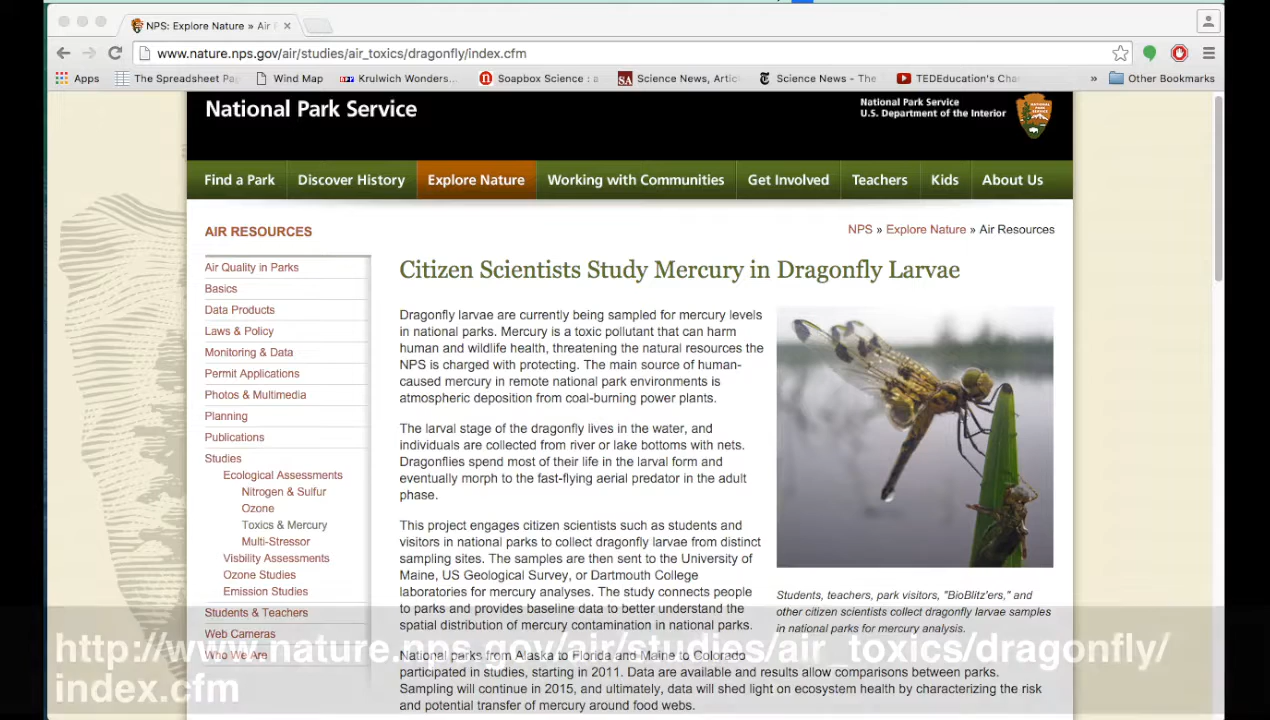 NPS: Explore Nature » Air
www.nature.nps.gov/air/studies/air_toxics/dragonfly/index.cfm
Apps
The Spreadsheet
Wind Map
Krulwich Wonders...
Soapbox Science : a
Science News, Artic
Science News - The
TEDEducation's Cha
» Other Bookmarks
National Park Service
National Park Service
U.S. Department of the Interior
Find a Park
Discover History
Explore Nature
Working with Communities
Get Involved
Teachers
Kids
About Us
AIR RESOURCES
NPS » Explore Nature » Air Resources
Air Quality in Parks
Basics
Data Products
Laws & Policy
Monitoring & Data
Permit Applications
Photos & Multimedia
Planning
Publications
Studies
Ecological Assessments
Nitrogen & Sulfur
Ozone
Toxics & Mercury
Multi-Stressor
Visbility Assessments
Ozone Studies
Emission Studies
Students & Teachers
Web Cameras
Who We Are
Citizen Scientists Study Mercury in Dragonfly Larvae
Dragonfly larvae are currently being sampled for mercury levels
in national parks. Mercury is a toxic pollutant that can harm
human and wildlife health, threatening the natural resources the
NPS is charged with protecting. The main source of human-
caused mercury in remote national park environments is
atmospheric deposition from coal-burning power plants.
The larval stage of the dragonfly lives in the water, and
individuals are collected from river or lake bottoms with nets.
Dragonflies spend most of their life in the larval form and
eventually morph to the fast-flying aerial predator in the adult
phase.
This project engages citizen scientists such as students and
visitors in national parks to collect dragonfly larvae from distinct
sampling sites. The samples are then sent to the University of
Maine, US Geological Survey, or Dartmouth College
laboratories for mercury analyses. The study connects people
to parks and provides baseline data to better understand the
spatial distribution of mercury contamination in national parks.
Students, teachers, park visitors, "BioBlitz'ers," and
other citizen scientists collect dragonfly larvae samples
in national parks for mercury analysis.
National parks from Alaska to Florida and Maine to Colorado
participated in studies, starting in 2011. Data are available and results allow comparisons between parks.
Sampling will continue in 2015, and ultimately, data will shed light on ecosystem health by characterizing the risk
and potential transfer of mercury around food webs.
http://www.nature.nps.gov/air/studies/air_toxics/dragonfly/
index.cfm